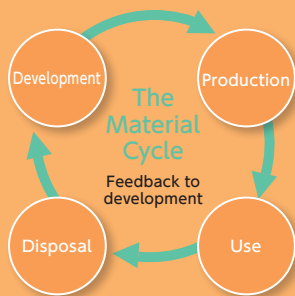 Development
Production
The
Material
Cycle
Feedback to
development
Disposal
Use